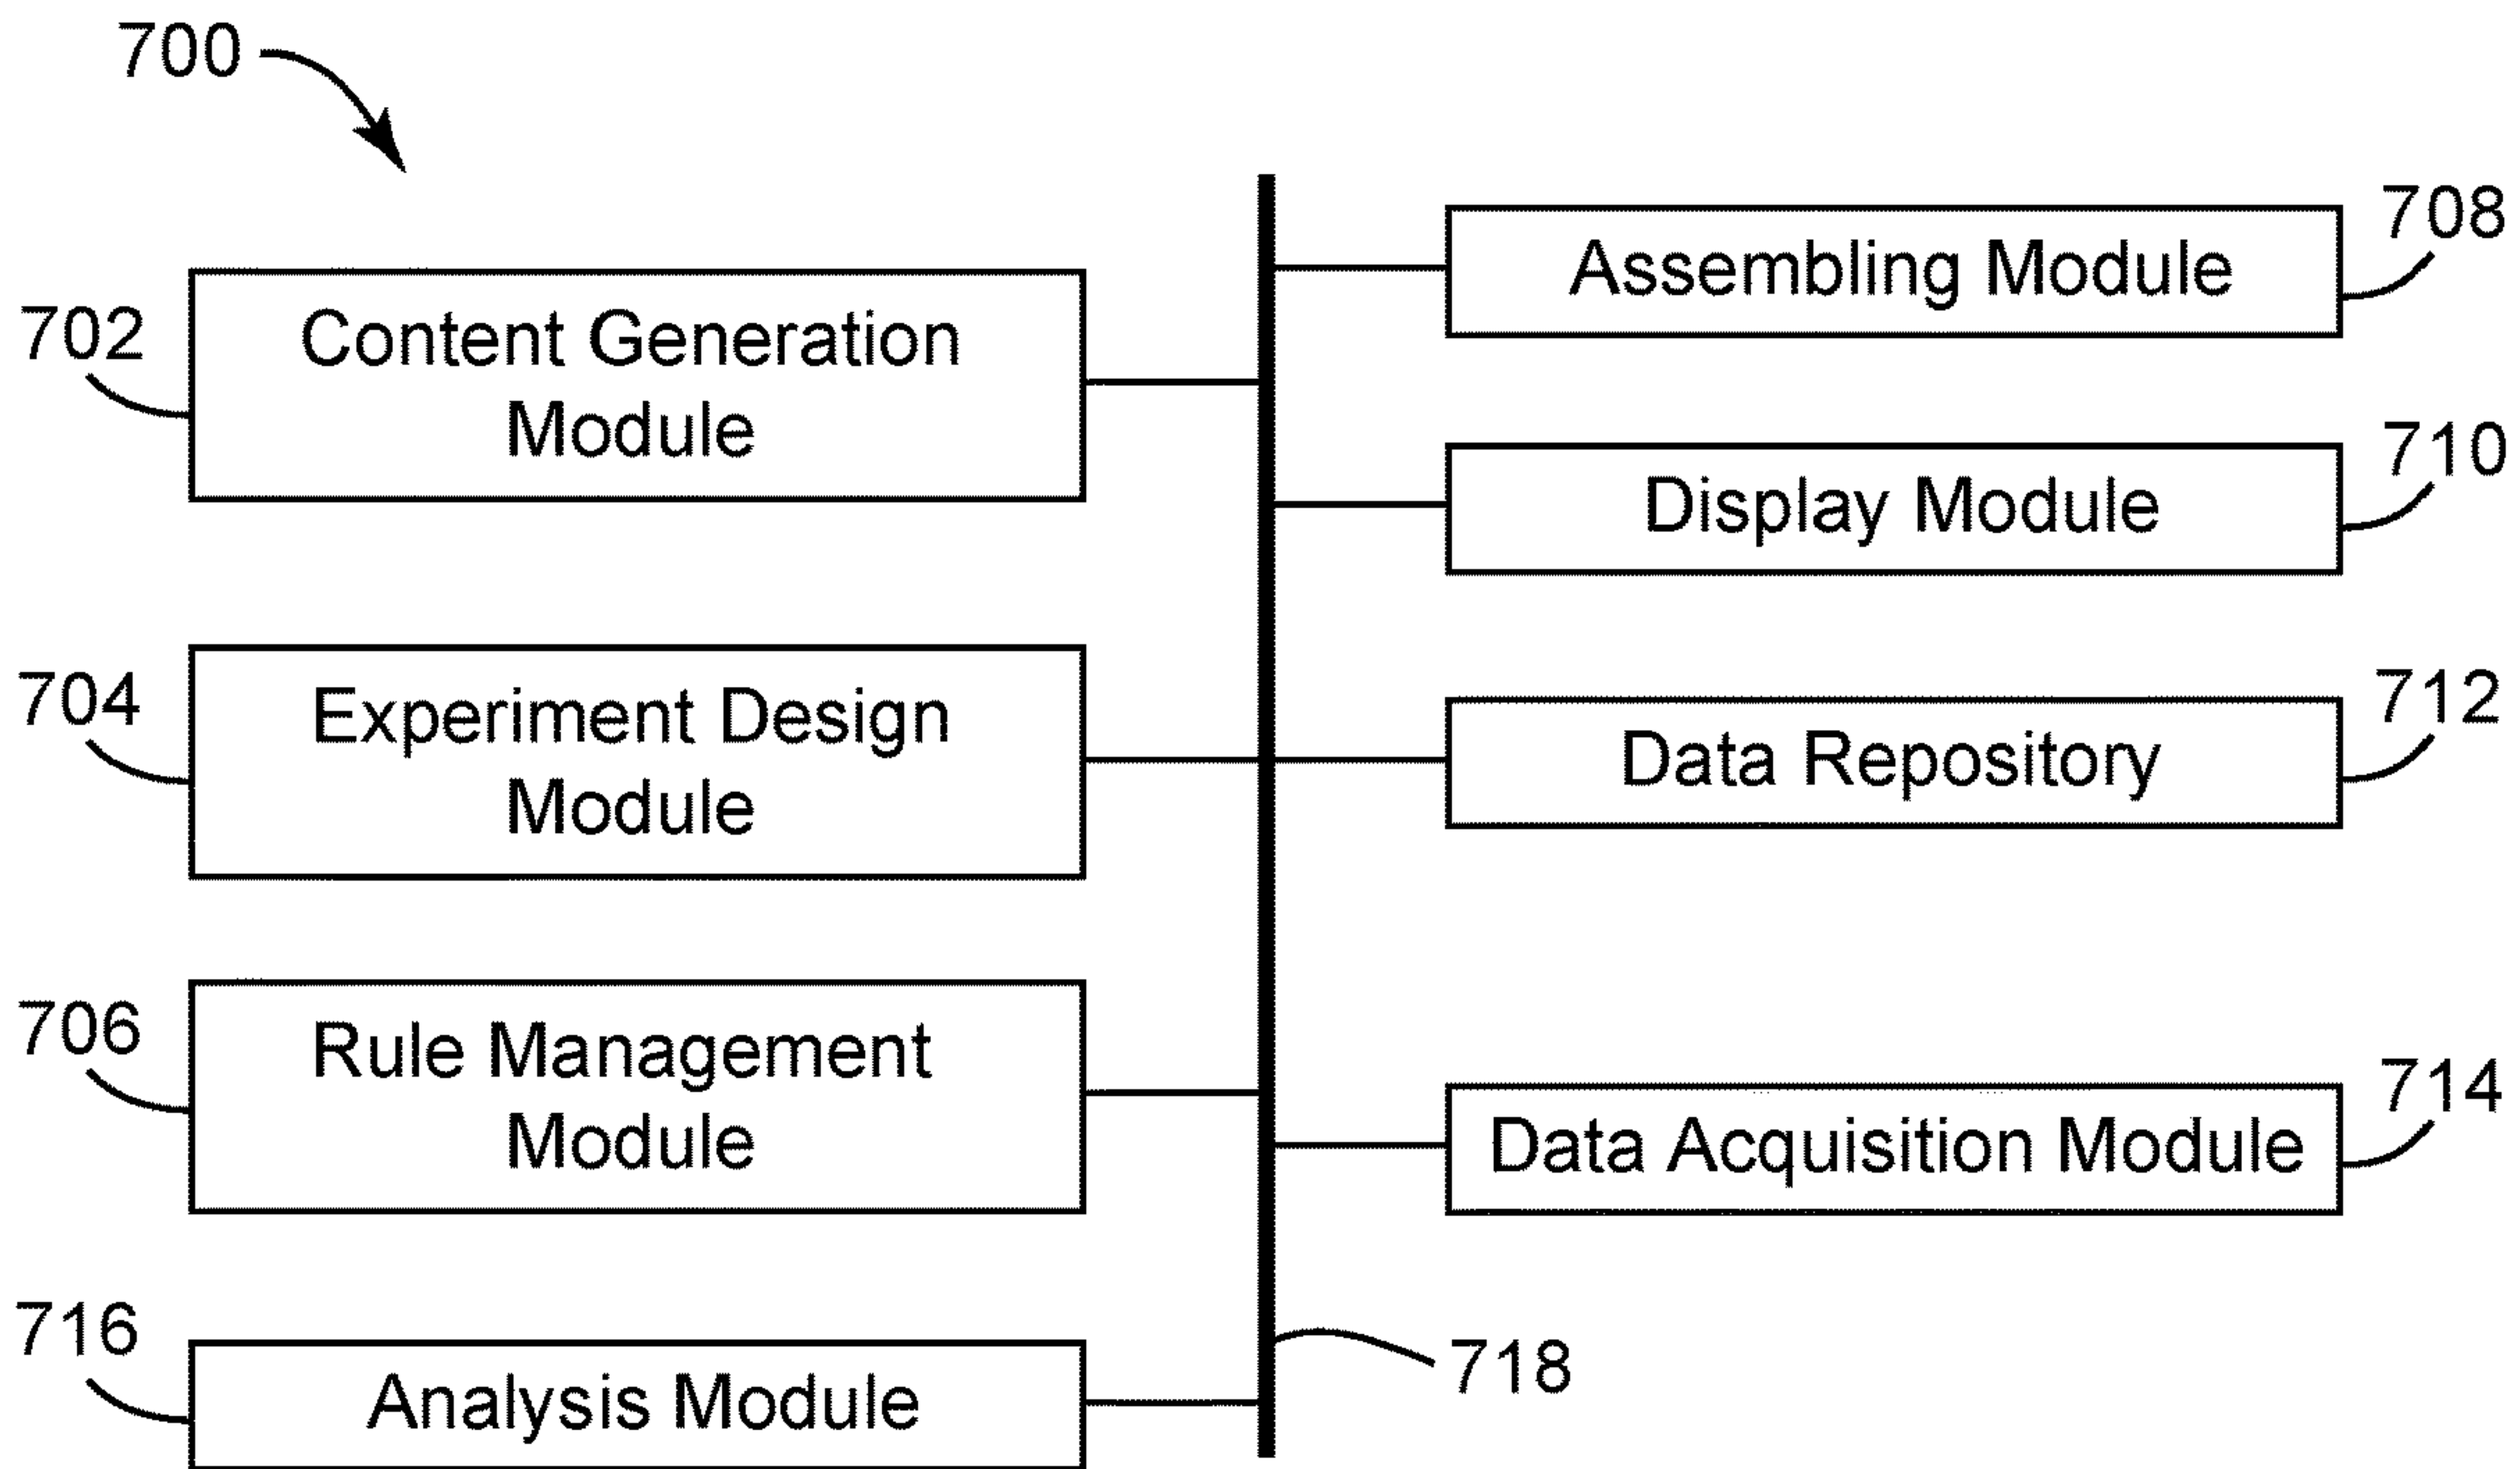 700
708
Assembling Module
702
Content Generation
Module
710
Display Module
704
Experiment Design
Module
712
Data Repository
706
Rule Management
Module
714
Data Acquisition Module
716
Analysis Module
718